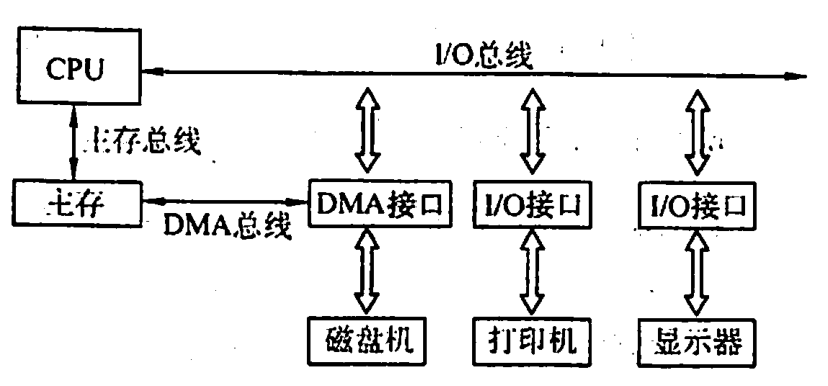 I/O总线
CPU
主存总线
主存
DMA总线
DMA接口
I/O接口
I/O接口
磁盘机
打印机
显示器